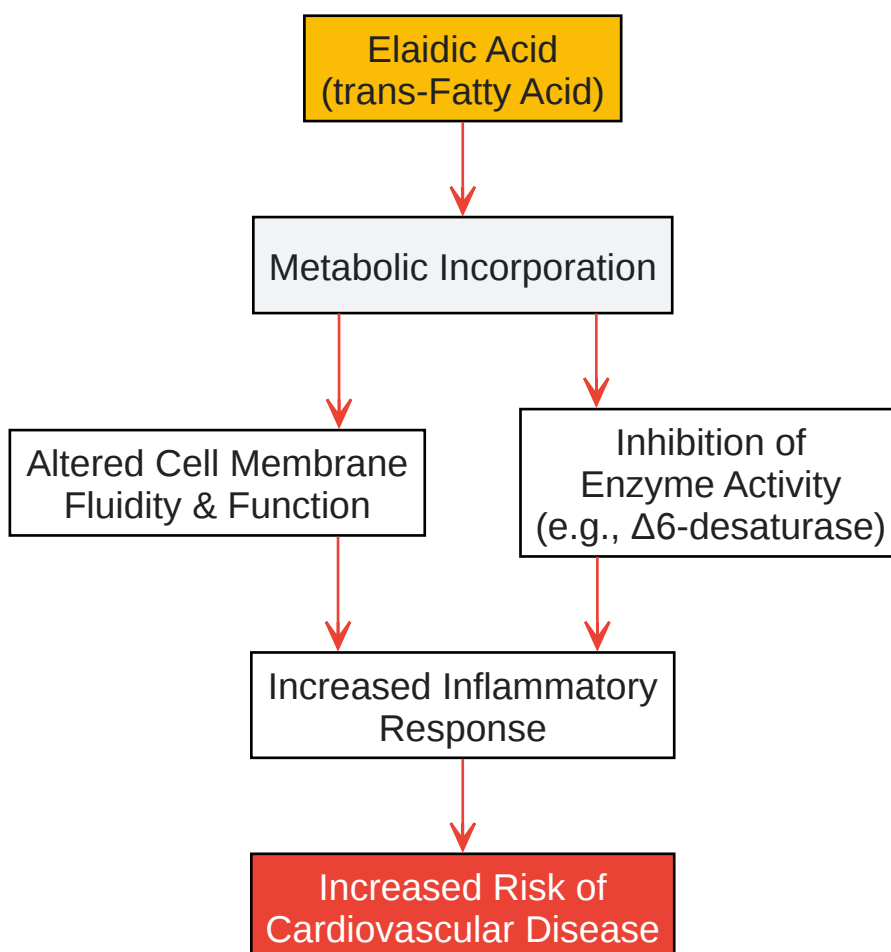 Elaidic Acid
(trans-Fatty Acid)
Metabolic Incorporation
Altered Cell Membrane
Fluidity & Function
Inhibition of
Enzyme Activity
(e.g., Δ6-desaturase)
Increased Inflammatory
Response
Increased Risk of
Cardiovascular Disease